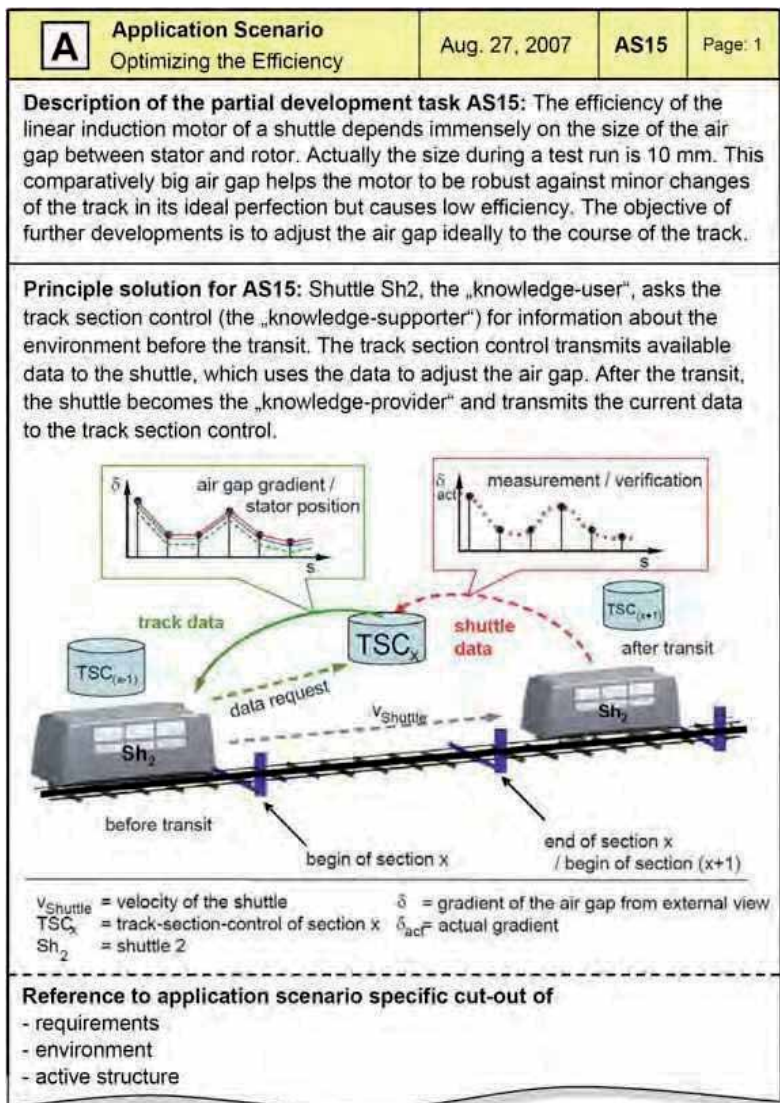 A
Application Scenario
Optimizing the Efficiency
Aug. 27, 2007
AS15
Page: 1
Description of the partial development task AS15: The efficiency of the
linear induction motor of a shuttle depends immensely on the size of the air
gap between stator and rotor. Actually the size during a test run is 10 mm. This
comparatively big air gap helps the motor to be robust against minor changes
of the track in its ideal perfection but causes low efficiency. The objective of
further developments is to adjust the air gap ideally to the course of the track.
Principle solution for AS15: Shuttle Sh2, the „knowledge-user“, asks the
track section control (the „knowledge-supporter“) for information about the
environment before the transit. The track section control transmits available
data to the shuttle, which uses the data to adjust the air gap. After the transit,
the shuttle becomes the „knowledge-provider“ and transmits the current data
to the track section control.
δ
air gap gradient /
stator position
s
δ
act
measurement / verification
s
track data
TSCx
shuttle
data
TSC(x+1)
after transit
TSC(x-1)
data request
vShuttle
Sh2
Sh2
before transit
begin of section x
end of section x
/ begin of section (x+1)
vShuttle = velocity of the shuttle
TSCx = track-section-control of section x
Sh2 = shuttle 2
δ = gradient of the air gap from external view
δact= actual gradient
Reference to application scenario specific cut-out of
- requirements
- environment
- active structure